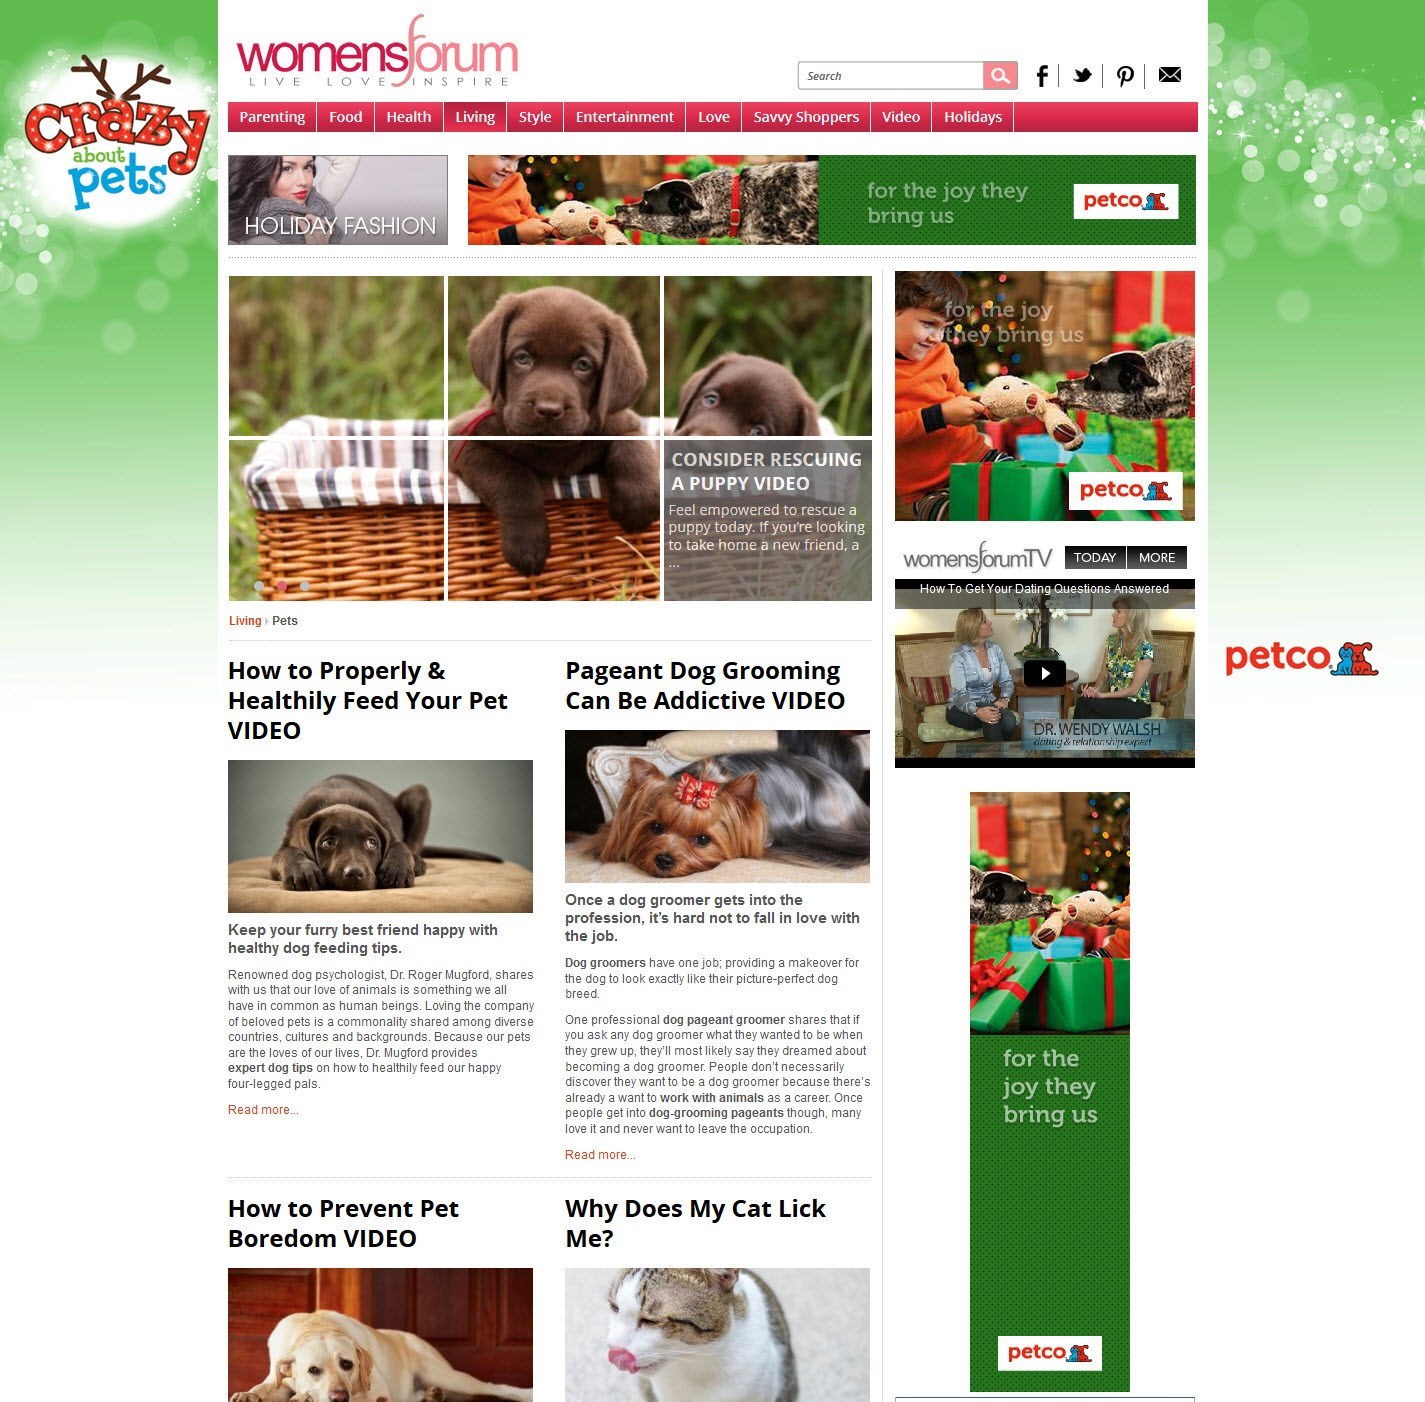 crazy
about
pets
womensforum
LIVE LOVE INSPIRE
Search
Parenting Food Health Living Style Entertainment Love Savvy Shoppers Video Holidays
HOLIDAY FASHION
for the joy they
bring us
petco
CONSIDER RESCUING
A PUPPY VIDEO
Feel empowered to rescue a
puppy today. If you're looking
to take home a new friend, a
...
for the joy
they bring us
petco
womensforumTV TODAY MORE
How To Get Your Dating Questions Answered
DR. WENDY WALSH
dating & relationship expert
petco
Living Pets
How to Properly &
Healthily Feed Your Pet
VIDEO
Keep your furry best friend happy with
healthy dog feeding tips.
Renowned dog psychologist, Dr. Roger Mugford, shares
with us that our love of animals is something we all
have in common as human beings. Loving the company
of beloved pets is a commonality shared among diverse
countries, cultures and backgrounds. Because our pets
are the loves of our lives, Dr. Mugford provides
expert dog tips on how to healthily feed our happy
four-legged pals.
Read more...
Pageant Dog Grooming
Can Be Addictive VIDEO
Once a dog groomer gets into the
profession, it's hard not to fall in love with
the job.
Dog groomers have one job; providing a makeover for
the dog to look exactly like their picture-perfect dog
breed.
One professional dog pageant groomer shares that if
you ask any dog groomer what they wanted to be when
they grew up, they'll most likely say they dreamed about
becoming a dog groomer. People don't necessarily
discover they want to be a dog groomer because there's
already a want to work with animals as a career. Once
people get into dog-grooming pageants though, many
love it and never want to leave the occupation.
Read more...
How to Prevent Pet
Boredom VIDEO
Why Does My Cat Lick
Me?
for the
joy they
bring us
petco